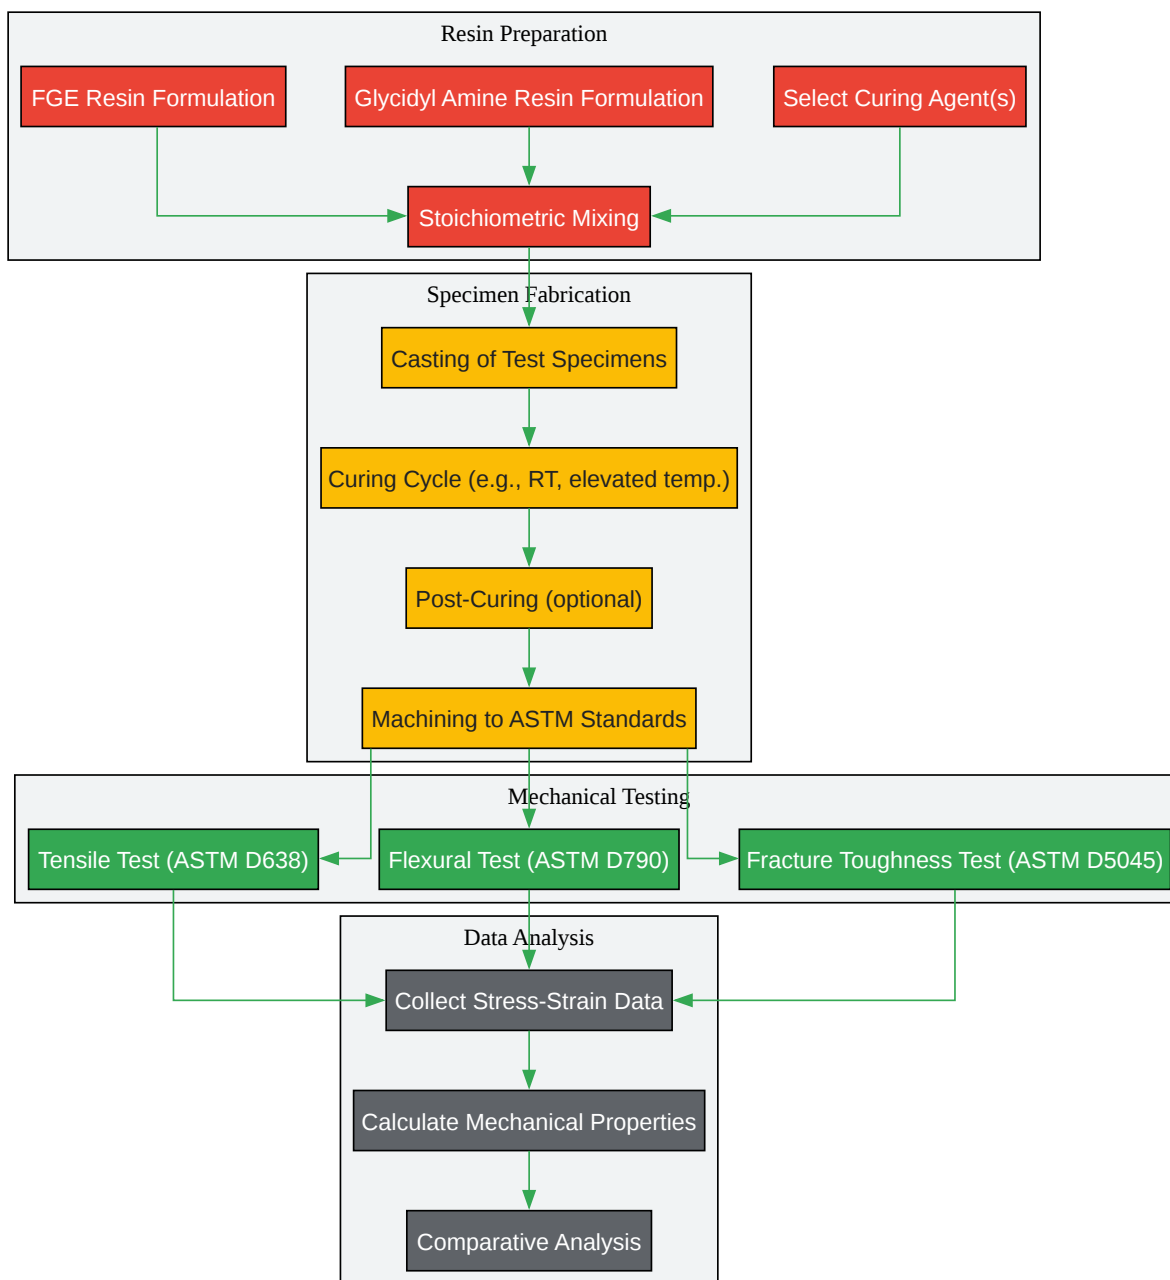 Resin Preparation
FGE Resin Formulation
Glycidyl Amine Resin Formulation
Select Curing Agent(s)
Stoichiometric Mixing
Specimen Fabrication
Casting of Test Specimens
Curing Cycle (e.g., RT, elevated temp.)
Post-Curing (optional)
Machining to ASTM Standards
Mechanical Testing
Tensile Test (ASTM D638)
Flexural Test (ASTM D790)
Fracture Toughness Test (ASTM D5045)
Data Analysis
Collect Stress-Strain Data
Calculate Mechanical Properties
Comparative Analysis